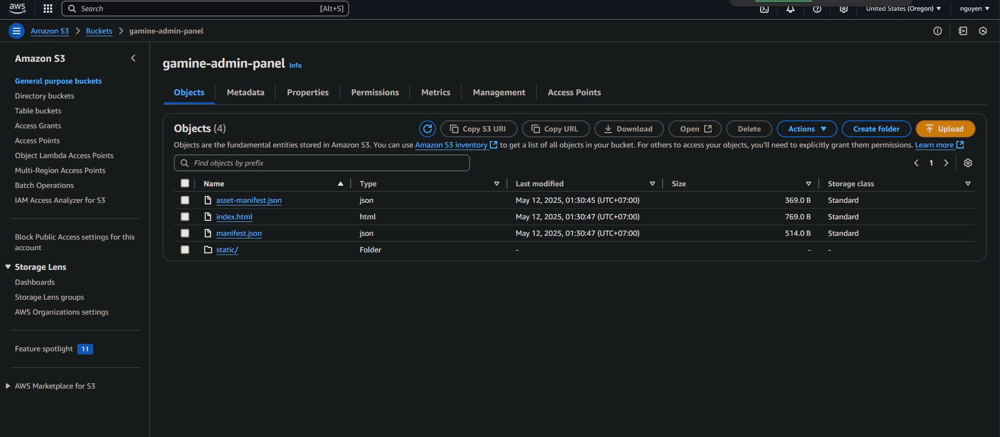 aws
Search [Alt+S]
United States (Oregon) nguyen
Amazon S3 Buckets gamine-admin-panel
Amazon S3
General purpose buckets
Directory buckets
Table buckets
Access Grants
Access Points
Object Lambda Access Points
Multi-Region Access Points
Batch Operations
IAM Access Analyzer for S3
Block Public Access settings for this
account
Storage Lens
Dashboards
Storage Lens groups
AWS Organizations settings
Feature spotlight 11
AWS Marketplace for S3
gamine-admin-panel Info
Objects Metadata Properties Permissions Metrics Management Access Points
Objects (4)
Copy S3 URI Copy URL Download Open Delete Actions Create folder Upload
Objects are the fundamental entities stored in Amazon S3. You can use Amazon S3 inventory to get a list of all objects in your bucket. For others to access your objects, you'll need to explicitly grant them permissions. Learn more
Find objects by prefix
1
Name Type Last modified Size Storage class
asset-manifest.json json May 12, 2025, 01:30:45 (UTC+07:00) 369.0 B Standard
index.html html May 12, 2025, 01:30:47 (UTC+07:00) 769.0 B Standard
manifest.json json May 12, 2025, 01:30:47 (UTC+07:00) 514.0 B Standard
static/ Folder - - -